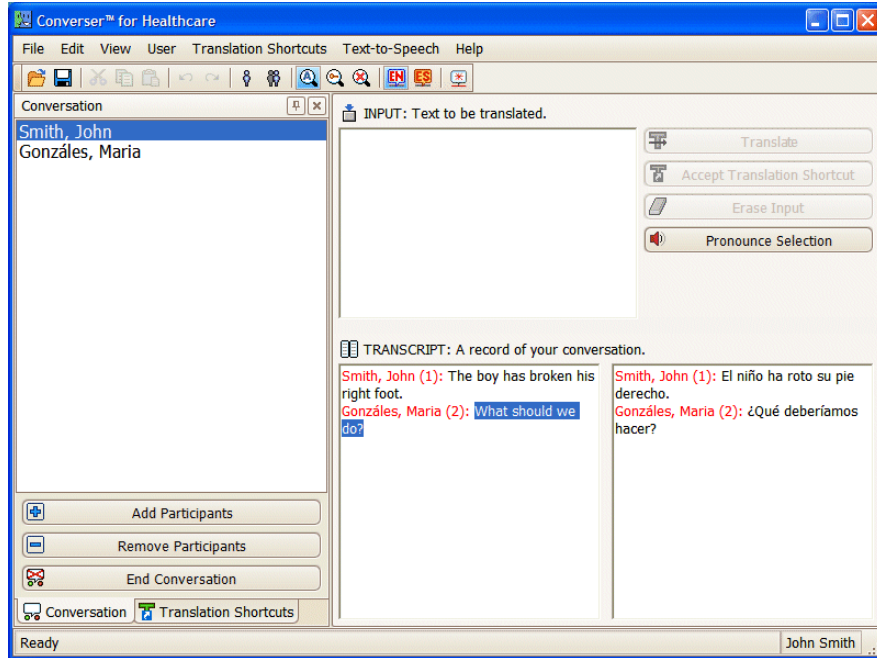 Converser™ for Healthcare
File Edit View User Translation Shortcuts Text-to-Speech Help
EN ES
Conversation
Smith, John
Gonzáles, Maria
Add Participants
Remove Participants
End Conversation
Conversation Translation Shortcuts
INPUT: Text to be translated.
Translate
Accept Translation Shortcut
Erase Input
Pronounce Selection
TRANSCRIPT: A record of your conversation.
Smith, John (1): The boy has broken his
right foot.
Gonzáles, Maria (2): What should we
do?
Smith, John (1): El niño ha roto su pie
derecho.
Gonzáles, Maria (2): ¿Qué deberíamos
hacer?
Ready
John Smith